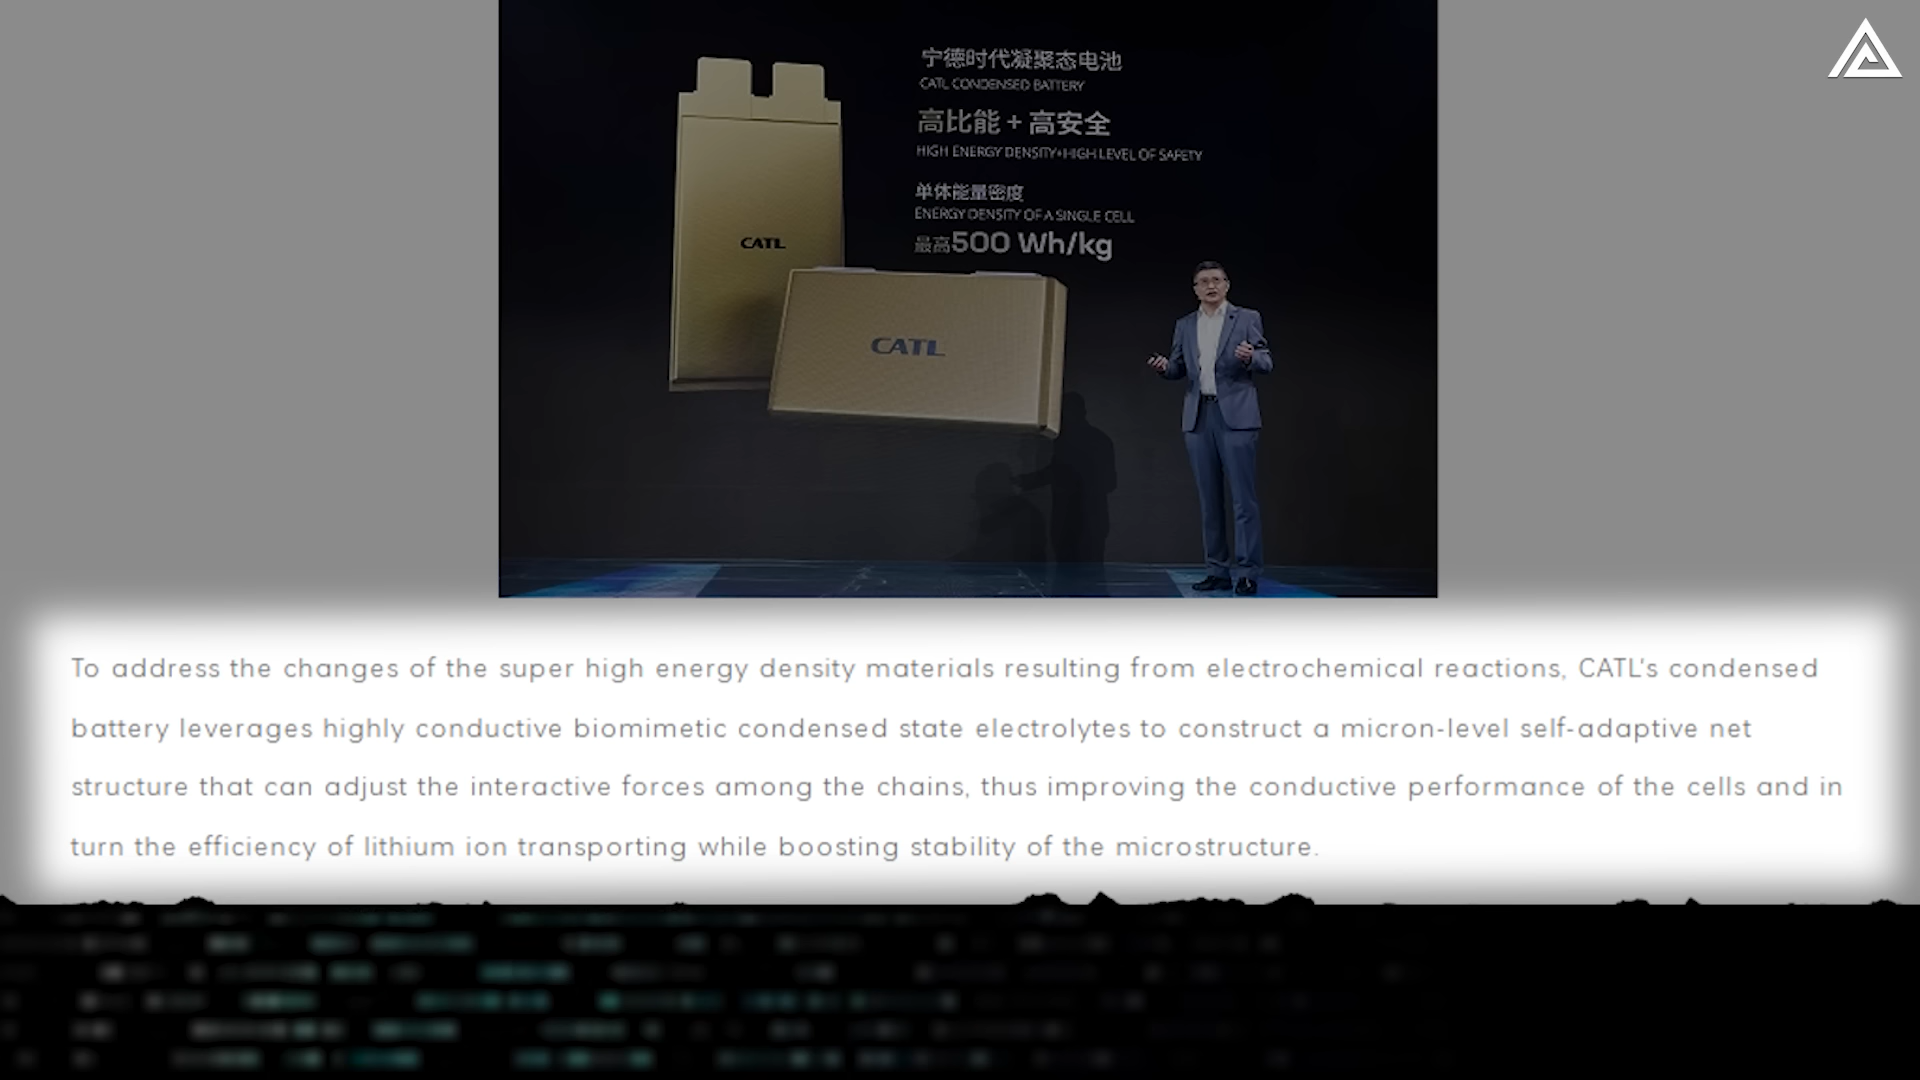 宁德时代凝聚态电池
CATL CONDENSED BATTERY
高比能 + 高安全
HIGH ENERGY DENSITY+HIGH LEVEL OF SAFETY
单体能量密度
ENERGY DENSITY OF A SINGLE CELL
最高500 Wh/kg
CATL
CATL
To address the changes of the super high energy density materials resulting from electrochemical reactions, CATL's condensed
battery leverages highly conductive biomimetic condensed state electrolytes to construct a micron-level self-adaptive net
structure that can adjust the interactive forces among the chains, thus improving the conductive performance of the cells and in
turn the efficiency of lithium ion transporting while boosting stability of the microstructure.